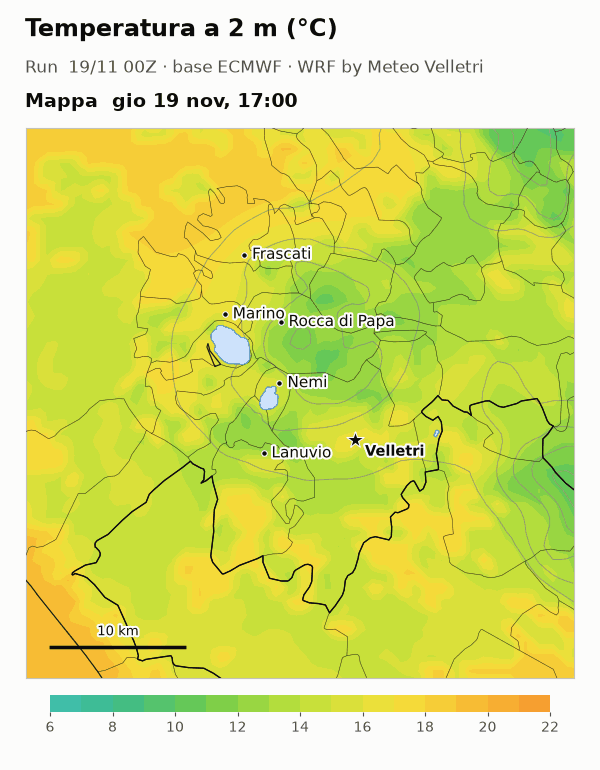 Temperatura a 2 m (°C)
Run 19/11 00Z · base ECMWF · WRF by Meteo Velletri
Mappa gio 19 nov, 17:00
Frascati
Marino
Rocca di Papa
Nemi
Velletri
Lanuvio
10 km
6 8 10 12 14 16 18 20 22